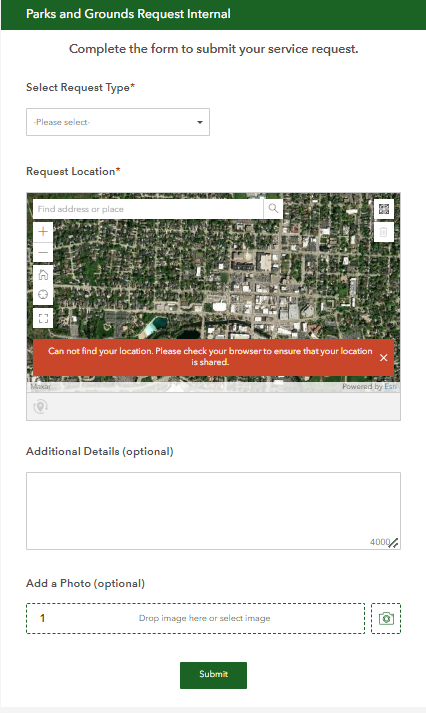 Parks and Grounds Request Internal
Complete the form to submit your service request.
Select Request Type*
-Please select-
Request Location*
Find address or place
Can not find your location. Please check your browser to ensure that your location
is shared.
Maxar
Powered by Esri
Additional Details (optional)
4000
Add a Photo (optional)
1
Drop image here or select image
Submit